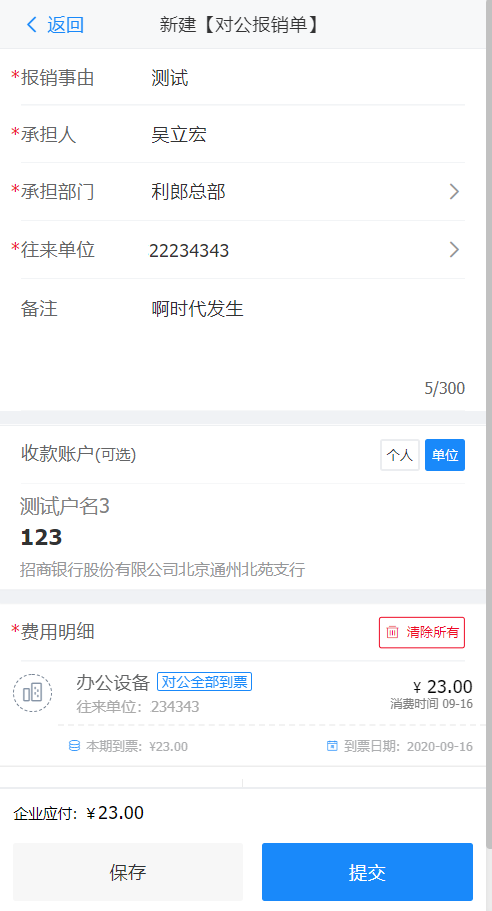 返回 新建【对公报销单】
*报销事由 测试
*承担人 吴立宏
*承担部门 利郎总部
*往来单位 22234343
备注 啊时代发生
5/300
收款账户(可选) 个人 单位
测试户名3
123
招商银行股份有限公司北京通州北苑支行
*费用明细 清除所有
办公设备 对公全部到票 ¥ 23.00
往来单位: 234343 消费时间 09-16
本期到票: ¥23.00 到票日期: 2020-09-16
企业应付: ¥23.00
保存 提交